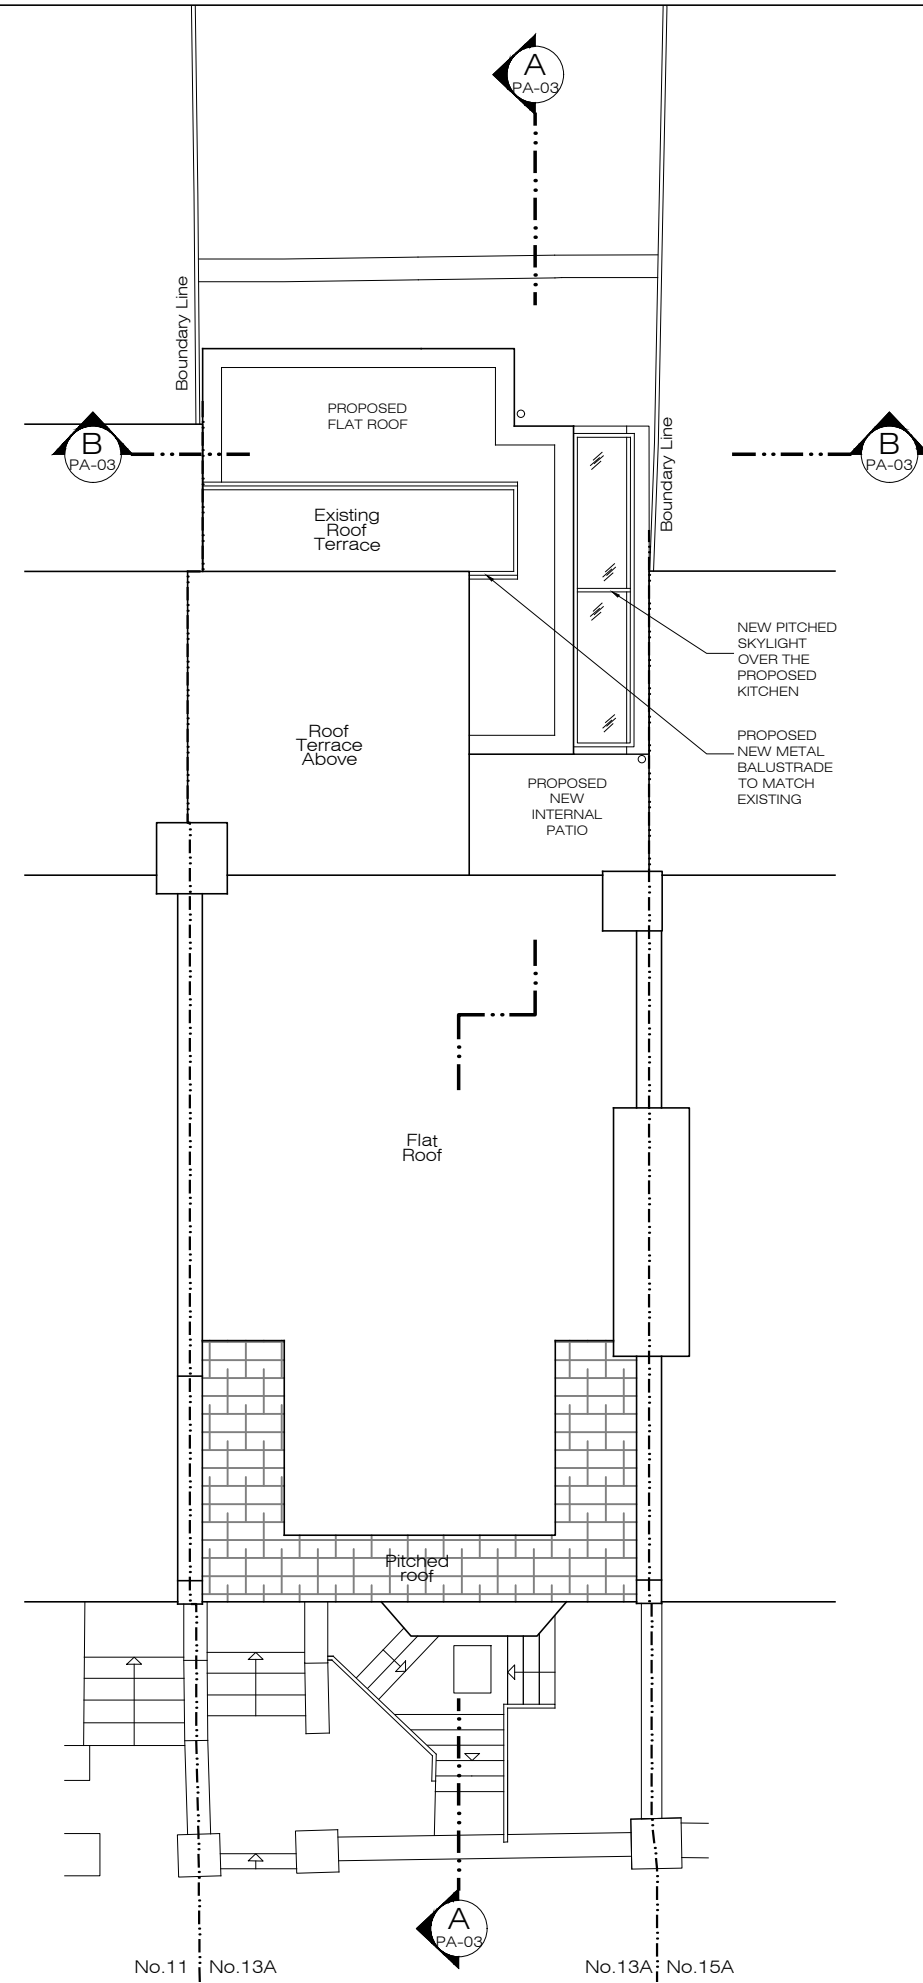 A
PA-03
Boundary Line
PROPOSED
FLAT ROOF
B
PA-03
Boundary Line
B
PA-03
Existing
Roof
Terrace
NEW PITCHED
SKYLIGHT
OVER THE
PROPOSED
KITCHEN
Roof
Terrace
Above
PROPOSED
NEW METAL
BALUSTRADE
TO MATCH
EXISTING
PROPOSED
NEW
INTERNAL
PATIO
Flat
Roof
Pitched
roof
A
PA-03
No.11 No.13A
No.13A No.15A